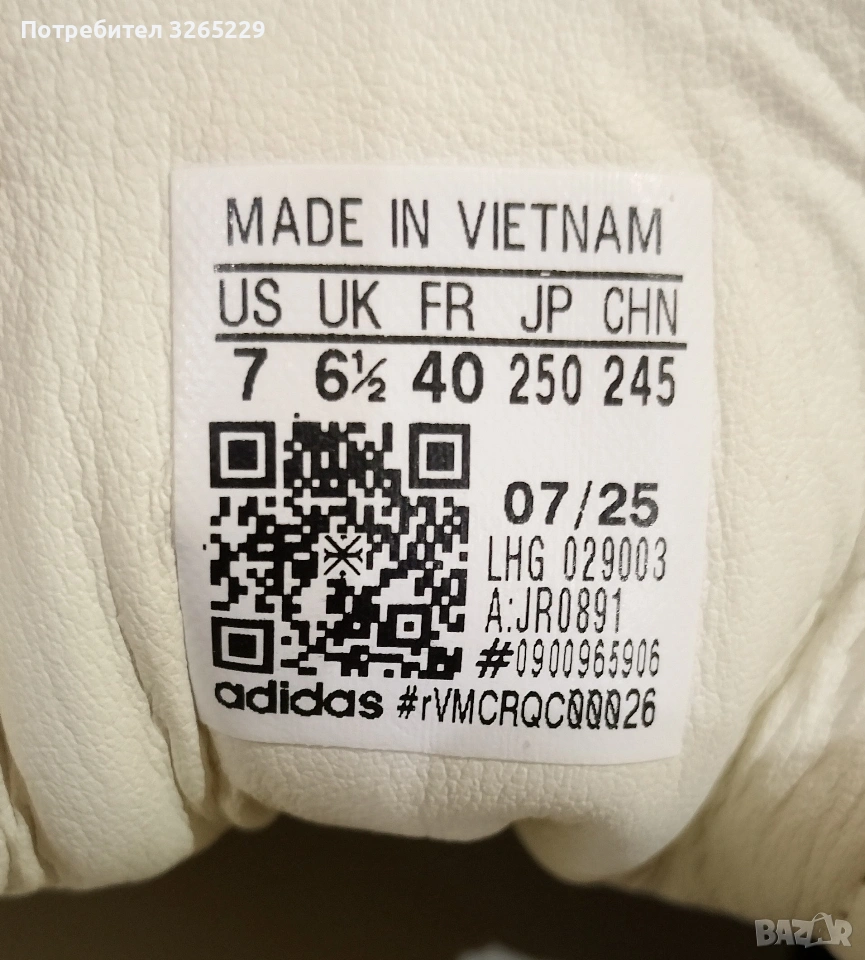 Потребител 3265229
MADE IN VIETNAM
US UK FR JP CHN
7 6½ 40 250 245
07/25
LHG 029003
A:JR0891
#0900965906
adidas #rVMCRQC00026
BAZAR